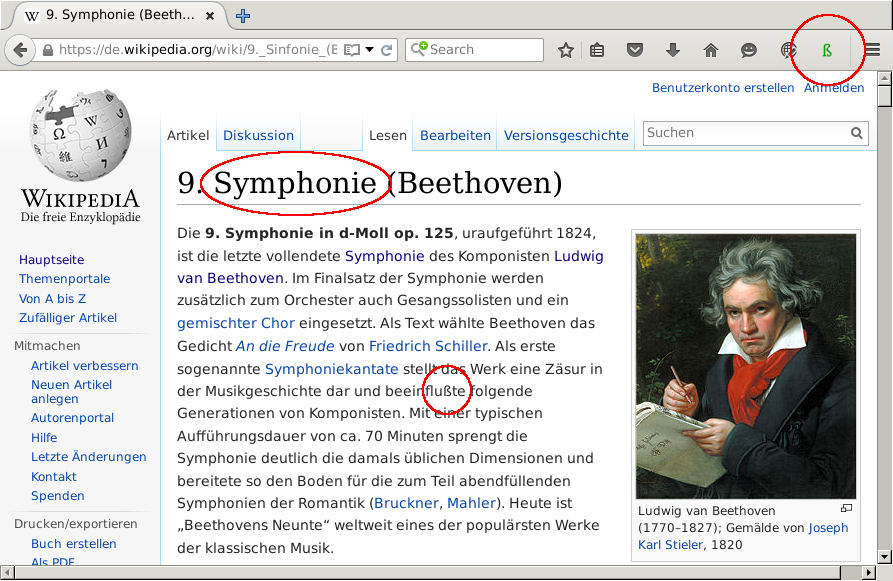 9. Symphonie (Beeth...
https://de.wikipedia.org/wiki/9._Sinfonie_(B
Search
ß
Benutzerkonto erstellen Anmelden
Artikel Diskussion Lesen Bearbeiten Versionsgeschichte Suchen
WIKIPEDIA
Die freie Enzyklopädie
Hauptseite
Themenportale
Von A bis Z
Zufälliger Artikel
Mitmachen
Artikel verbessern
Neuen Artikel
anlegen
Autorenportal
Hilfe
Letzte Änderungen
Kontakt
Spenden
Drucken/exportieren
Buch erstellen
Als PDF
9. Symphonie (Beethoven)
Die 9. Symphonie in d-Moll op. 125, uraufgeführt 1824,
ist die letzte vollendete Symphonie des Komponisten Ludwig
van Beethoven. Im Finalsatz der Symphonie werden
zusätzlich zum Orchester auch Gesangssolisten und ein
gemischter Chor eingesetzt. Als Text wählte Beethoven das
Gedicht An die Freude von Friedrich Schiller. Als erste
sogenannte Symphoniekantate stellt das Werk eine Zäsur in
der Musikgeschichte dar und beeinflußte folgende
Generationen von Komponisten. Mit einer typischen
Aufführungsdauer von ca. 70 Minuten sprengt die
Symphonie deutlich die damals üblichen Dimensionen und
bereitete so den Boden für die zum Teil abendfüllenden
Symphonien der Romantik (Bruckner, Mahler). Heute ist
„Beethovens Neunte“ weltweit eines der populärsten Werke
der klassischen Musik.
Ludwig van Beethoven
(1770–1827); Gemälde von Joseph
Karl Stieler, 1820